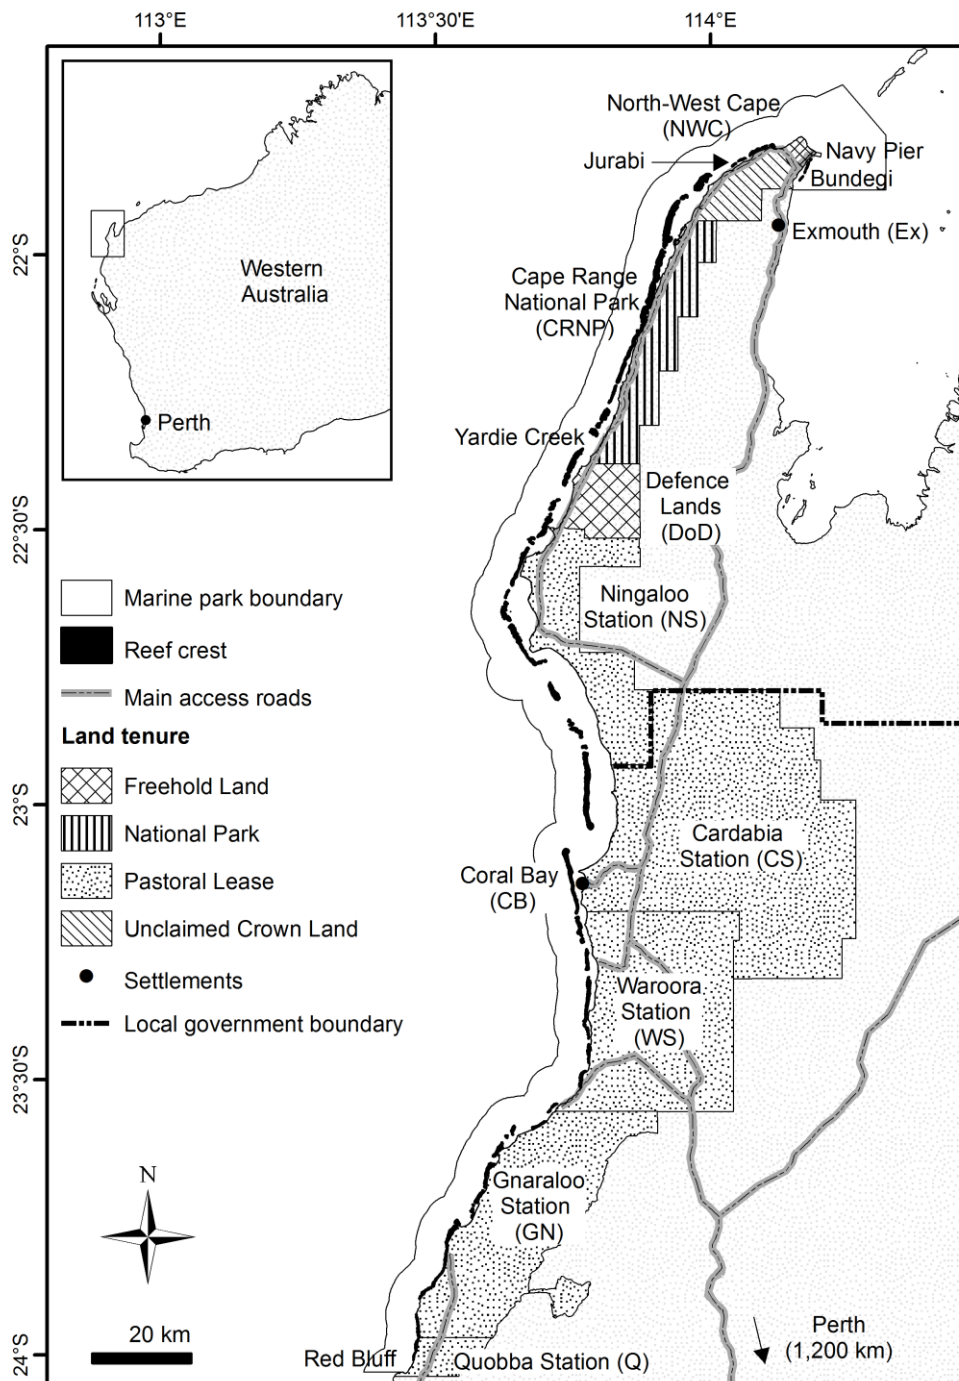 113°E
113°30'E
114°E
22°S
22°30'S
23°S
23°30'S
24°S
Western
Australia
Perth
North-West Cape
(NWC)
Jurabi
Navy Pier
Bundegi
Exmouth (Ex)
Cape Range
National Park
(CRNP)
Yardie Creek
Defence
Lands
(DoD)
Ningaloo
Station (NS)
Cardabia
Station (CS)
Coral Bay
(CB)
Waroora
Station
(WS)
Gnaraloo
Station
(GN)
Red Bluff
Quobba Station (Q)
Perth
(1,200 km)
Marine park boundary
Reef crest
Main access roads
Land tenure
Freehold Land
National Park
Pastoral Lease
Unclaimed Crown Land
Settlements
Local government boundary
N
20 km